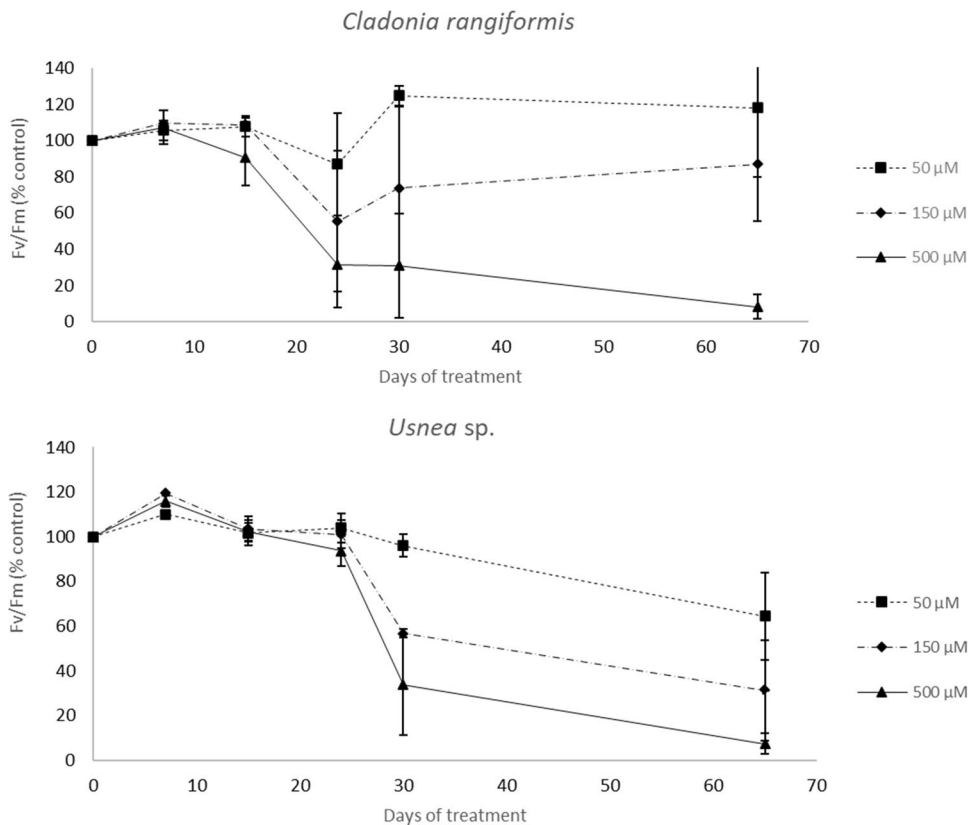 Cladonia rangiformis
140
120
100
80
60
40
20
0
Fv/Fm (% control)
0 10 20 30 40 50 60 70
Days of treatment
50 µM
150 µM
500 µM
Usnea sp.
140
120
100
80
60
40
20
0
Fv/Fm (% control)
0 10 20 30 40 50 60 70
Days of treatment
50 µM
150 µM
500 µM